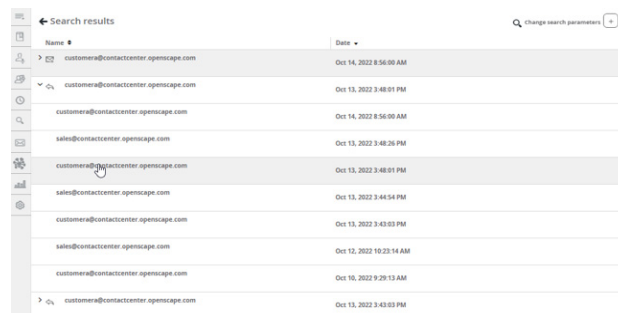 Search results
Change search parameters
Name
Date
customera@contactcenter.openscape.com
Oct 14, 2022 8:56:00 AM
customera@contactcenter.openscape.com
Oct 13, 2022 3:48:01 PM
customera@contactcenter.openscape.com
Oct 14, 2022 8:56:00 AM
sales@contactcenter.openscape.com
Oct 13, 2022 3:48:26 PM
customera@contactcenter.openscape.com
Oct 13, 2022 3:48:01 PM
sales@contactcenter.openscape.com
Oct 13, 2022 3:44:54 PM
customera@contactcenter.openscape.com
Oct 13, 2022 3:43:03 PM
sales@contactcenter.openscape.com
Oct 12, 2022 10:23:14 AM
customera@contactcenter.openscape.com
Oct 10, 2022 9:29:13 AM
customera@contactcenter.openscape.com
Oct 13, 2022 3:43:03 PM